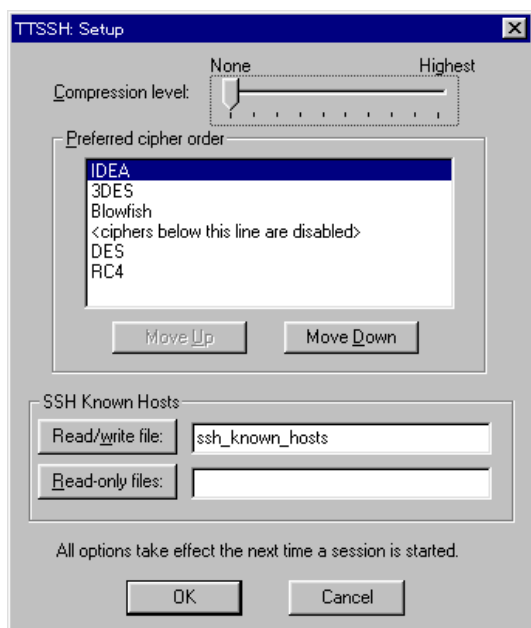 TTSSH: Setup
None Highest
Compression level:
Preferred cipher order
IDEA
3DES
Blowfish
<ciphers below this line are disabled>
DES
RC4
Move Up Move Down
SSH Known Hosts
Read/write file: ssh_known_hosts
Read-only files:
All options take effect the next time a session is started.
OK Cancel